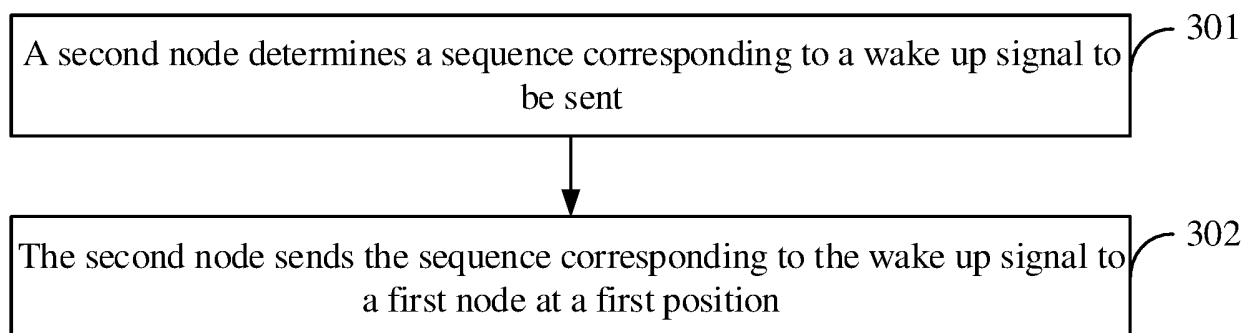 A second node determines a sequence corresponding to a wake up signal to
be sent
301
The second node sends the sequence corresponding to the wake up signal to
a first node at a first position
302